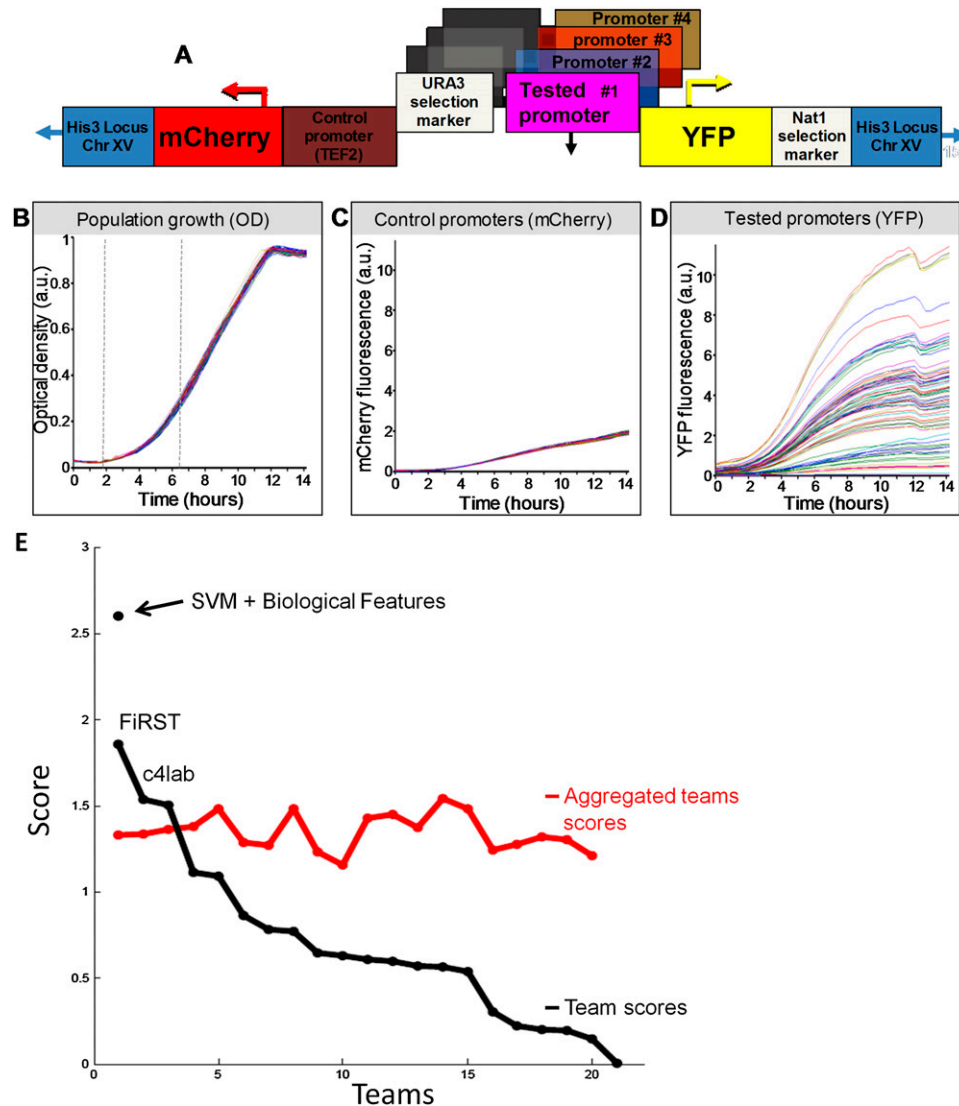 A
Promoter #4
promoter #3
Promoter #2
URA3
selection
marker
Tested #1
promoter
His3 Locus
Chr XV
mCherry
Control
promoter
(TEF2)
YFP
Nat1
selection
marker
His3 Locus
Chr XV
B
Population growth (OD)
Optical density (a.u.)
1
0.8
0.6
0.4
0.2
0
0 2 4 6 8 10 12 14
Time (hours)
C
Control promoters (mCherry)
mCherry fluorescence (a.u.)
10
8
6
4
2
0
0 2 4 6 8 10 12 14
Time (hours)
D
Tested promoters (YFP)
YFP fluorescence (a.u.)
10
8
6
4
2
0
0 2 4 6 8 10 12 14
Time (hours)
E
Score
3
2.5
2
1.5
1
0.5
0
SVM + Biological Features
FiRST
c4lab
Aggregated teams
scores
Team scores
0 5 10 15 20
Teams